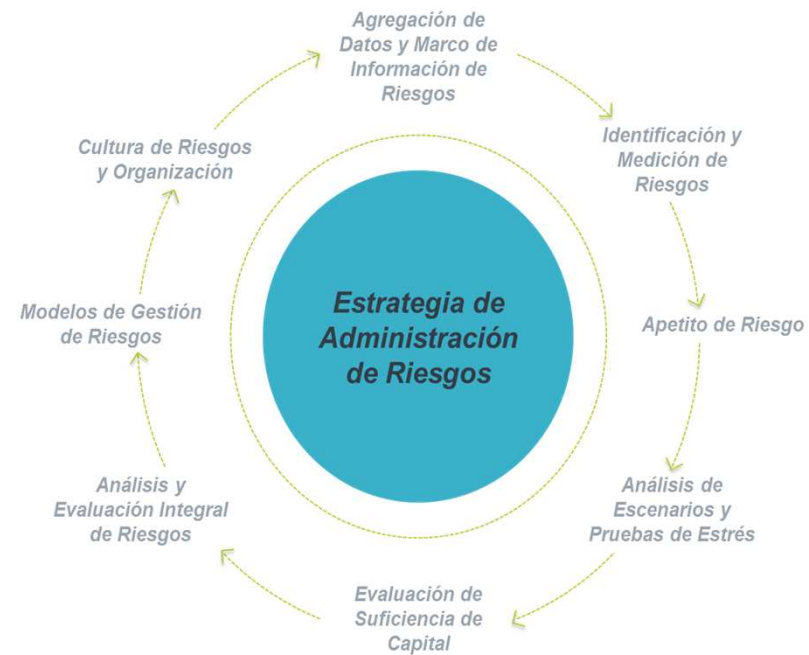 Agregación de
Datos y Marco de
Información de
Riesgos
Identificación y
Medición de
Riesgos
Apetito de Riesgo
Análisis de
Escenarios y
Pruebas de Estrés
Evaluación de
Suficiencia de
Capital
Análisis y
Evaluación Integral
de Riesgos
Modelos de Gestión
de Riesgos
Cultura de Riesgos
y Organización
Estrategia de
Administración
de Riesgos